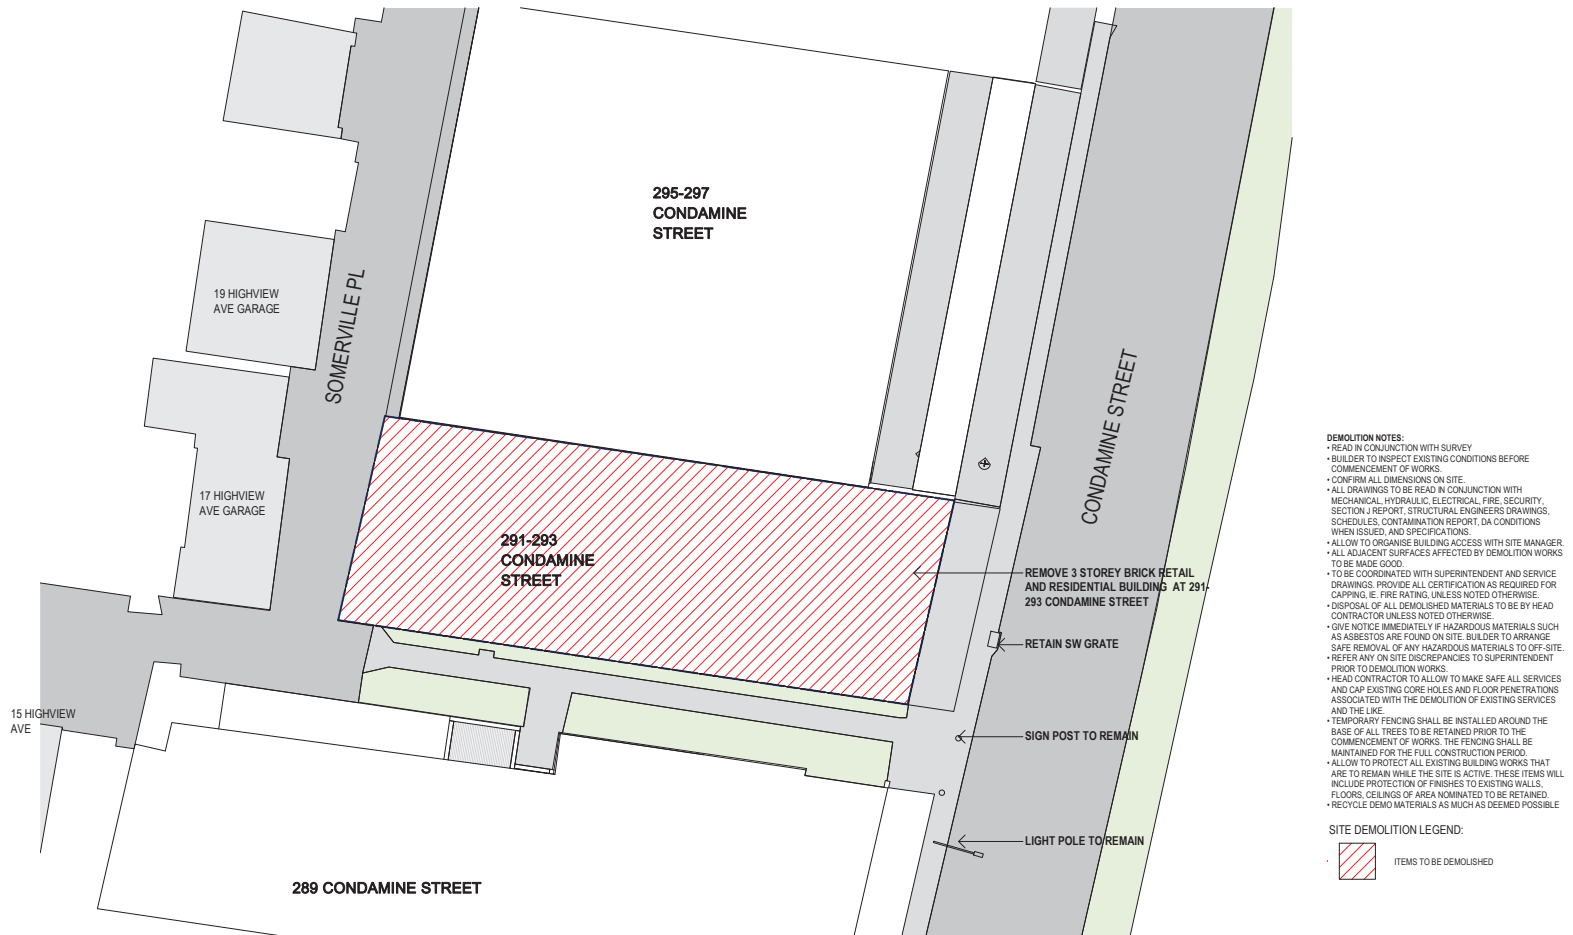 295-297
CONDAMINE
STREET
19 HIGHVIEW
AVE GARAGE
SOMERVILLE PL
CONDAMINE STREET
17 HIGHVIEW
AVE GARAGE
291-293
CONDAMINE
STREET
REMOVE 3 STOREY BRICK RETAIL
AND RESIDENTIAL BUILDING AT 291-
293 CONDAMINE STREET
RETAIN SW GRATE
15 HIGHVIEW
AVE
SIGN POST TO REMAIN
LIGHT POLE TO REMAIN
289 CONDAMINE STREET
DEMOLITION NOTES:
• READ IN CONJUNCTION WITH SURVEY
• BUILDER TO INSPECT EXISTING CONDITIONS BEFORE
COMMENCEMENT OF WORKS.
• CONFIRM ALL DIMENSIONS ON SITE.
• ALL DRAWINGS TO BE READ IN CONJUNCTION WITH
MECHANICAL, HYDRAULIC, ELECTRICAL, FIRE, SECURITY,
SECTION J REPORT, STRUCTURAL ENGINEERS DRAWINGS,
SCHEDULES, CONTAMINATION REPORT, DA CONDITIONS
WHEN ISSUED, AND SPECIFICATIONS.
• ALLOW TO ORGANISE BUILDING ACCESS WITH SITE MANAGER.
• ALL ADJACENT SURFACES AFFECTED BY DEMOLITION WORKS
TO BE MADE GOOD.
• TO BE COORDINATED WITH SUPERINTENDENT AND SERVICE
DRAWINGS. PROVIDE ALL CERTIFICATION AS REQUIRED FOR
CAPPING, IE. FIRE RATING, UNLESS NOTED OTHERWISE.
• DISPOSAL OF ALL DEMOLISHED MATERIALS TO BE BY HEAD
CONTRACTOR UNLESS NOTED OTHERWISE.
• GIVE NOTICE IMMEDIATELY IF HAZARDOUS MATERIALS SUCH
AS ASBESTOS ARE FOUND ON SITE. BUILDER TO ARRANGE
SAFE REMOVAL OF ANY HAZARDOUS MATERIALS TO OFF-SITE.
• REFER ANY ON SITE DISCREPANCIES TO SUPERINTENDENT
PRIOR TO DEMOLITION WORKS.
• HEAD CONTRACTOR TO ALLOW TO MAKE SAFE ALL SERVICES
AND CAP EXISTING CORE HOLES AND FLOOR PENETRATIONS
ASSOCIATED WITH THE DEMOLITION OF EXISTING SERVICES
AND THE LIKE.
• TEMPORARY FENCING SHALL BE INSTALLED AROUND THE
BASE OF ALL TREES TO BE RETAINED PRIOR TO THE
COMMENCEMENT OF WORKS. THE FENCING SHALL BE
MAINTAINED FOR THE FULL CONSTRUCTION PERIOD.
• ALLOW TO PROTECT ALL EXISTING BUILDING WORKS THAT
ARE TO REMAIN WHILE THE SITE IS ACTIVE. THESE ITEMS WILL
INCLUDE PROTECTION OF FINISHES TO EXISTING WALLS,
FLOORS, CEILINGS OF AREA NOMINATED TO BE RETAINED.
• RECYCLE DEMO MATERIALS AS MUCH AS DEEMED POSSIBLE
SITE DEMOLITION LEGEND:
ITEMS TO BE DEMOLISHED